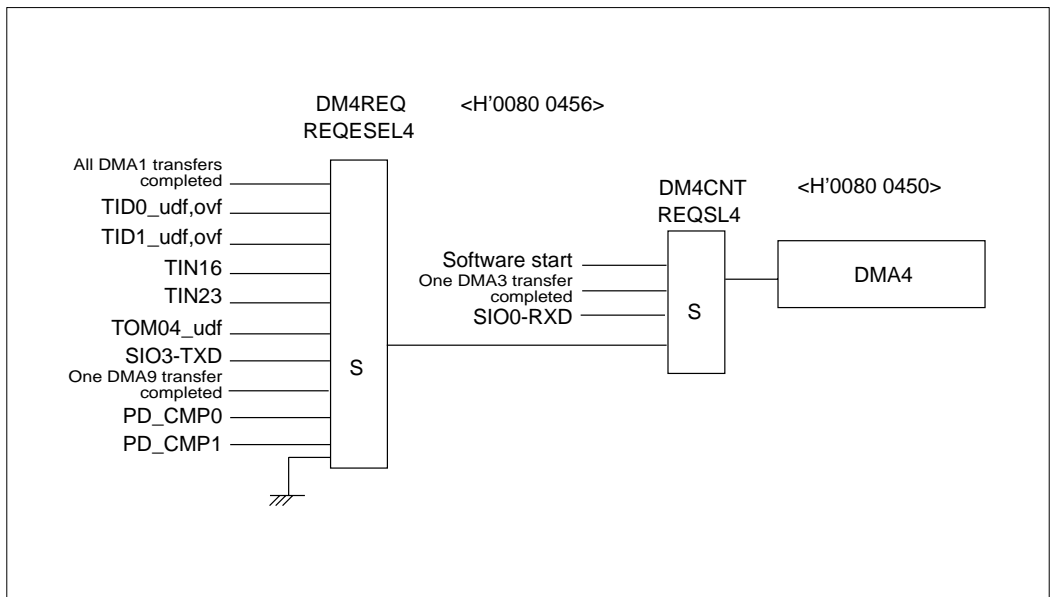 DM4REQ <H'0080 0456>
REQESEL4
All DMA1 transfers
completed
TID0_udf,ovf
TID1_udf,ovf
TIN16
TIN23
TOM04_udf
SIO3-TXD
One DMA9 transfer
completed
PD_CMP0
PD_CMP1
S
DM4CNT <H'0080 0450>
REQSL4
Software start
One DMA3 transfer
completed
SIO0-RXD
S
DMA4